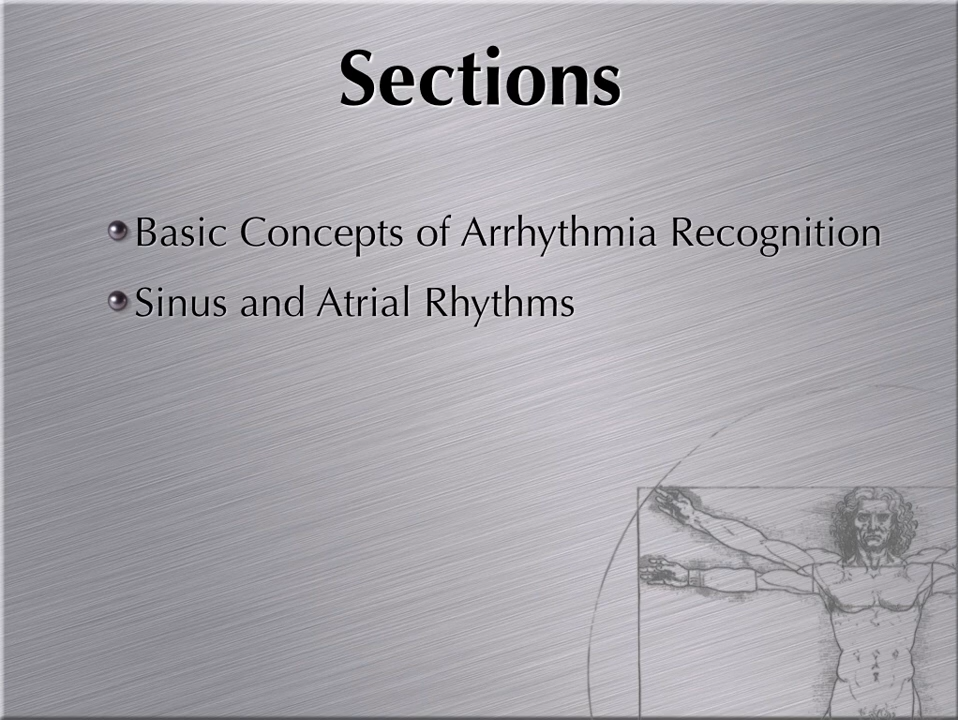 Sections
Basic Concepts of Arrhythmia Recognition
Sinus and Atrial Rhythms